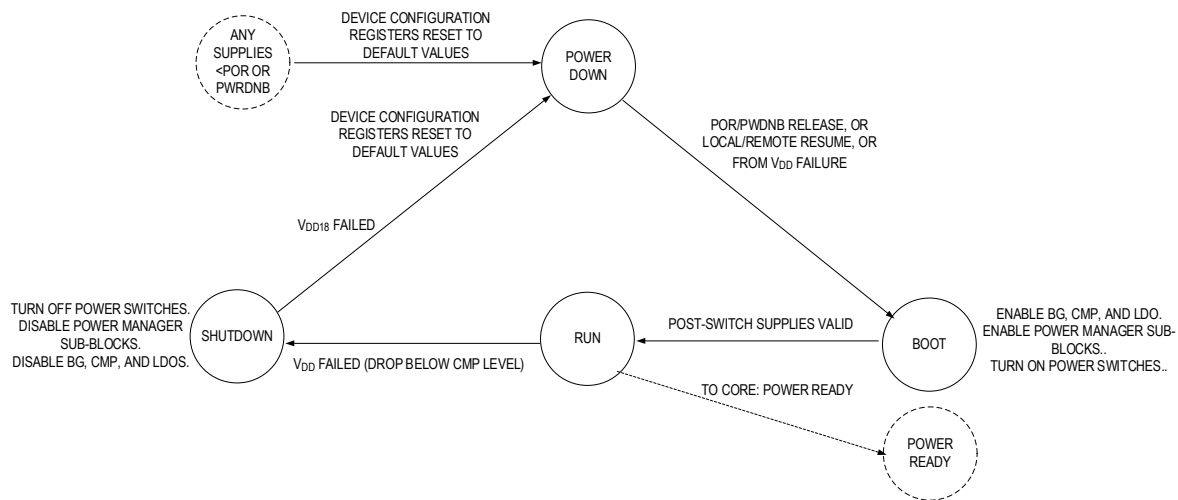 ANY
SUPPLIES
<POR OR
PWRDNB
DEVICE CONFIGURATION
REGISTERS RESET TO
DEFAULT VALUES
POWER
DOWN
DEVICE CONFIGURATION
REGISTERS RESET TO
DEFAULT VALUES
POR/PWDNB RELEASE, OR
LOCAL/REMOTE RESUME, OR
FROM VDD FAILURE
VDD18 FAILED
TURN OFF POWER SWITCHES.
DISABLE POWER MANAGER
SUB-BLOCKS.
DISABLE BG, CMP, AND LDOS.
SHUTDOWN
VDD FAILED (DROP BELOW CMP LEVEL)
RUN
POST-SWITCH SUPPLIES VALID
BOOT
ENABLE BG, CMP, AND LDO.
ENABLE POWER MANAGER SUB-
BLOCKS..
TURN ON POWER SWITCHES..
TO CORE: POWER READY
POWER
READY